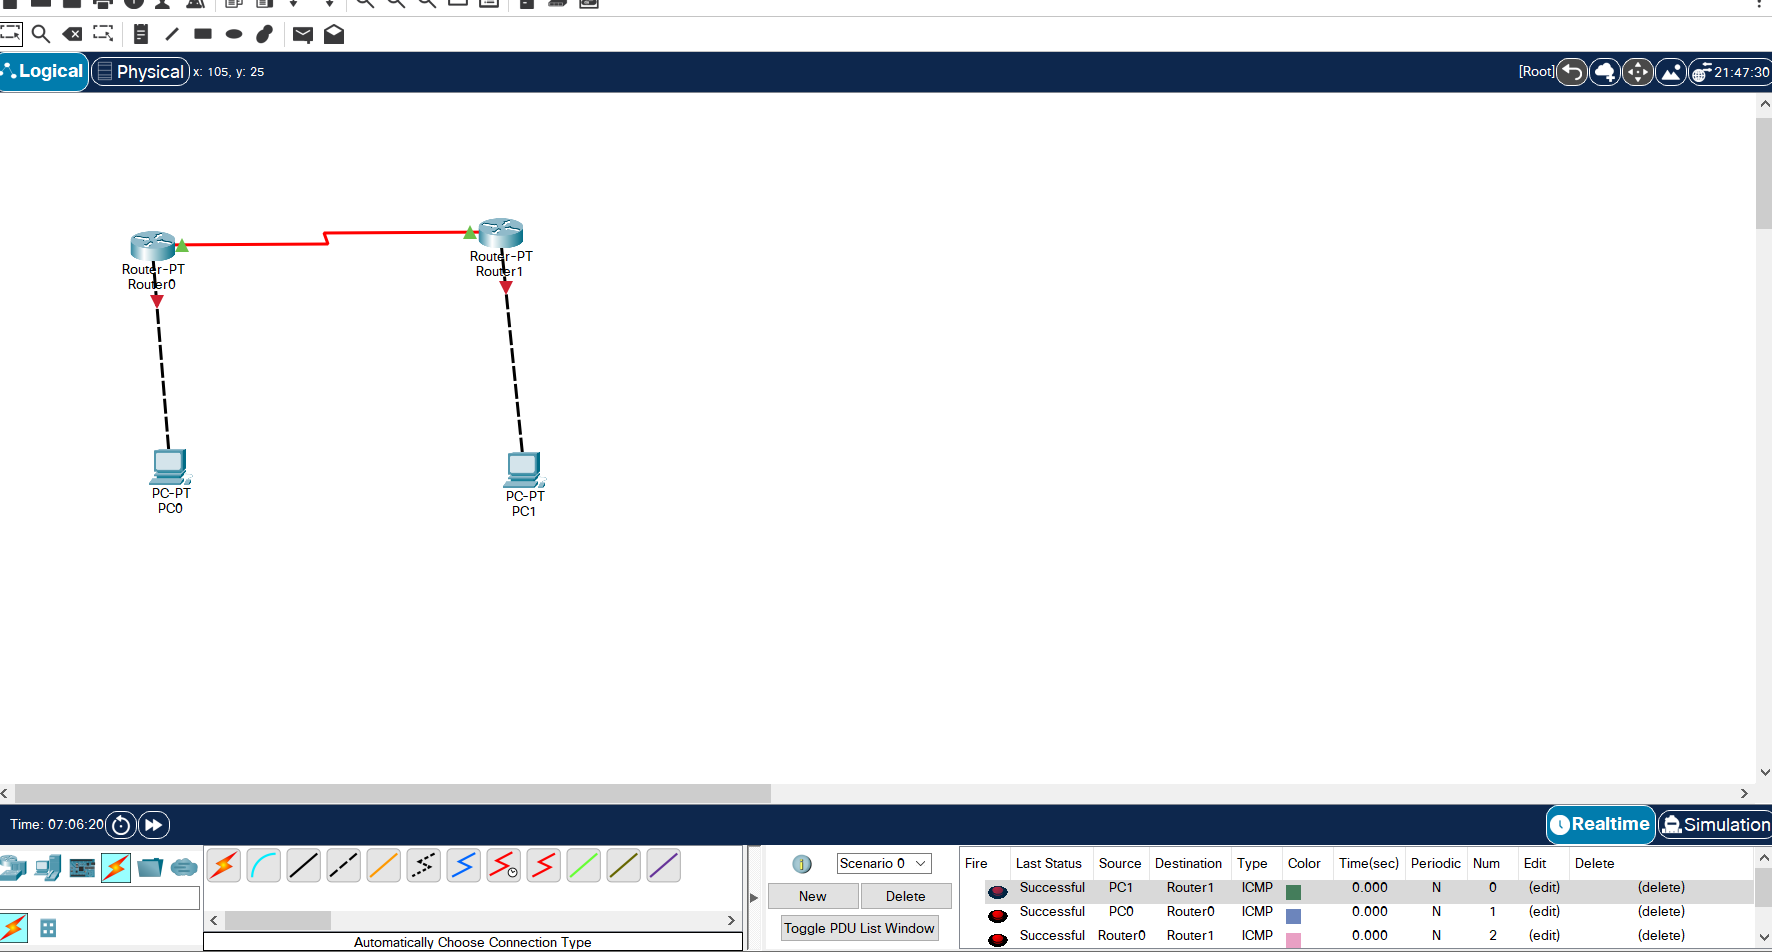 Logical Physical x: 105, y: 25 [Root] 21:47:30
Router-PT
Router0
Router-PT
Router1
PC-PT
PC0
PC-PT
PC1
Time: 07:06:20 Realtime Simulation
Scenario 0
New Delete
Toggle PDU List Window
Automatically Choose Connection Type
Fire Last Status Source Destination Type Color Time(sec) Periodic Num Edit Delete
Successful PC1 Router1 ICMP 0.000 N 0 (edit) (delete)
Successful PC0 Router0 ICMP 0.000 N 1 (edit) (delete)
Successful Router0 Router1 ICMP 0.000 N 2 (edit) (delete)